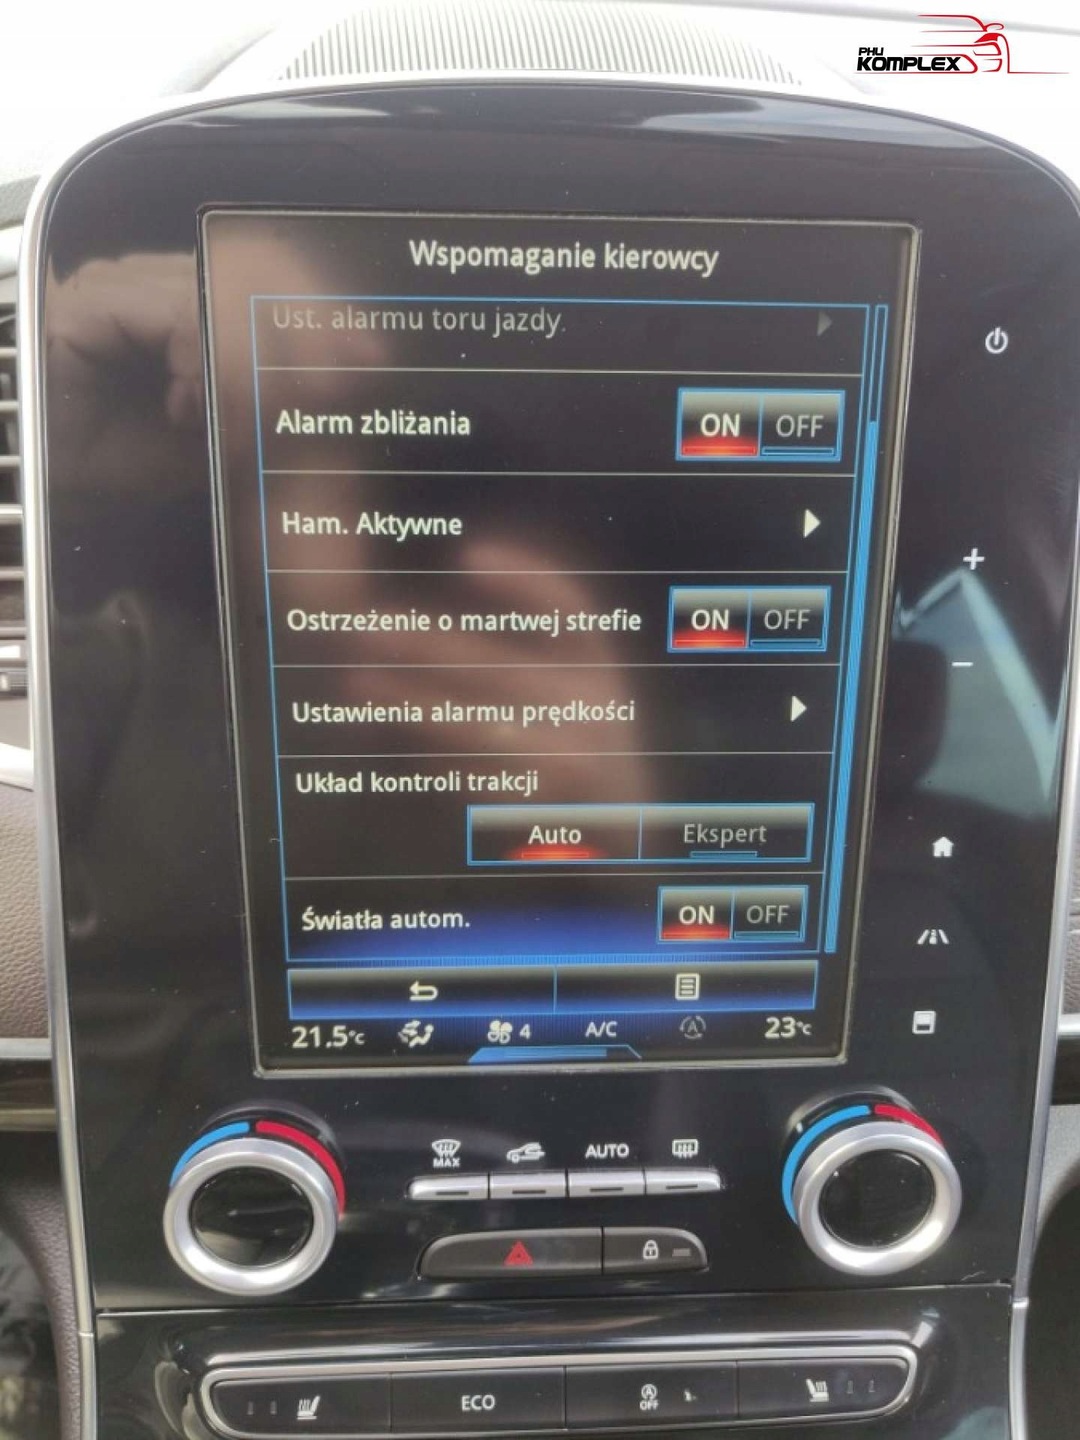 PHU
KOMPLEX
Wspomaganie kierowcy
Ust. alarmu toru jazdy.
Alarm zbliżania ON OFF
Ham. Aktywne
Ostrzeżenie o martwej strefie ON OFF
Ustawienia alarmu prędkości
Układ kontroli trakcji
Auto Ekspert
Światła autom. ON OFF
21.5°C 4 A/C A 23°C
MAX AUTO
ECO A OFF